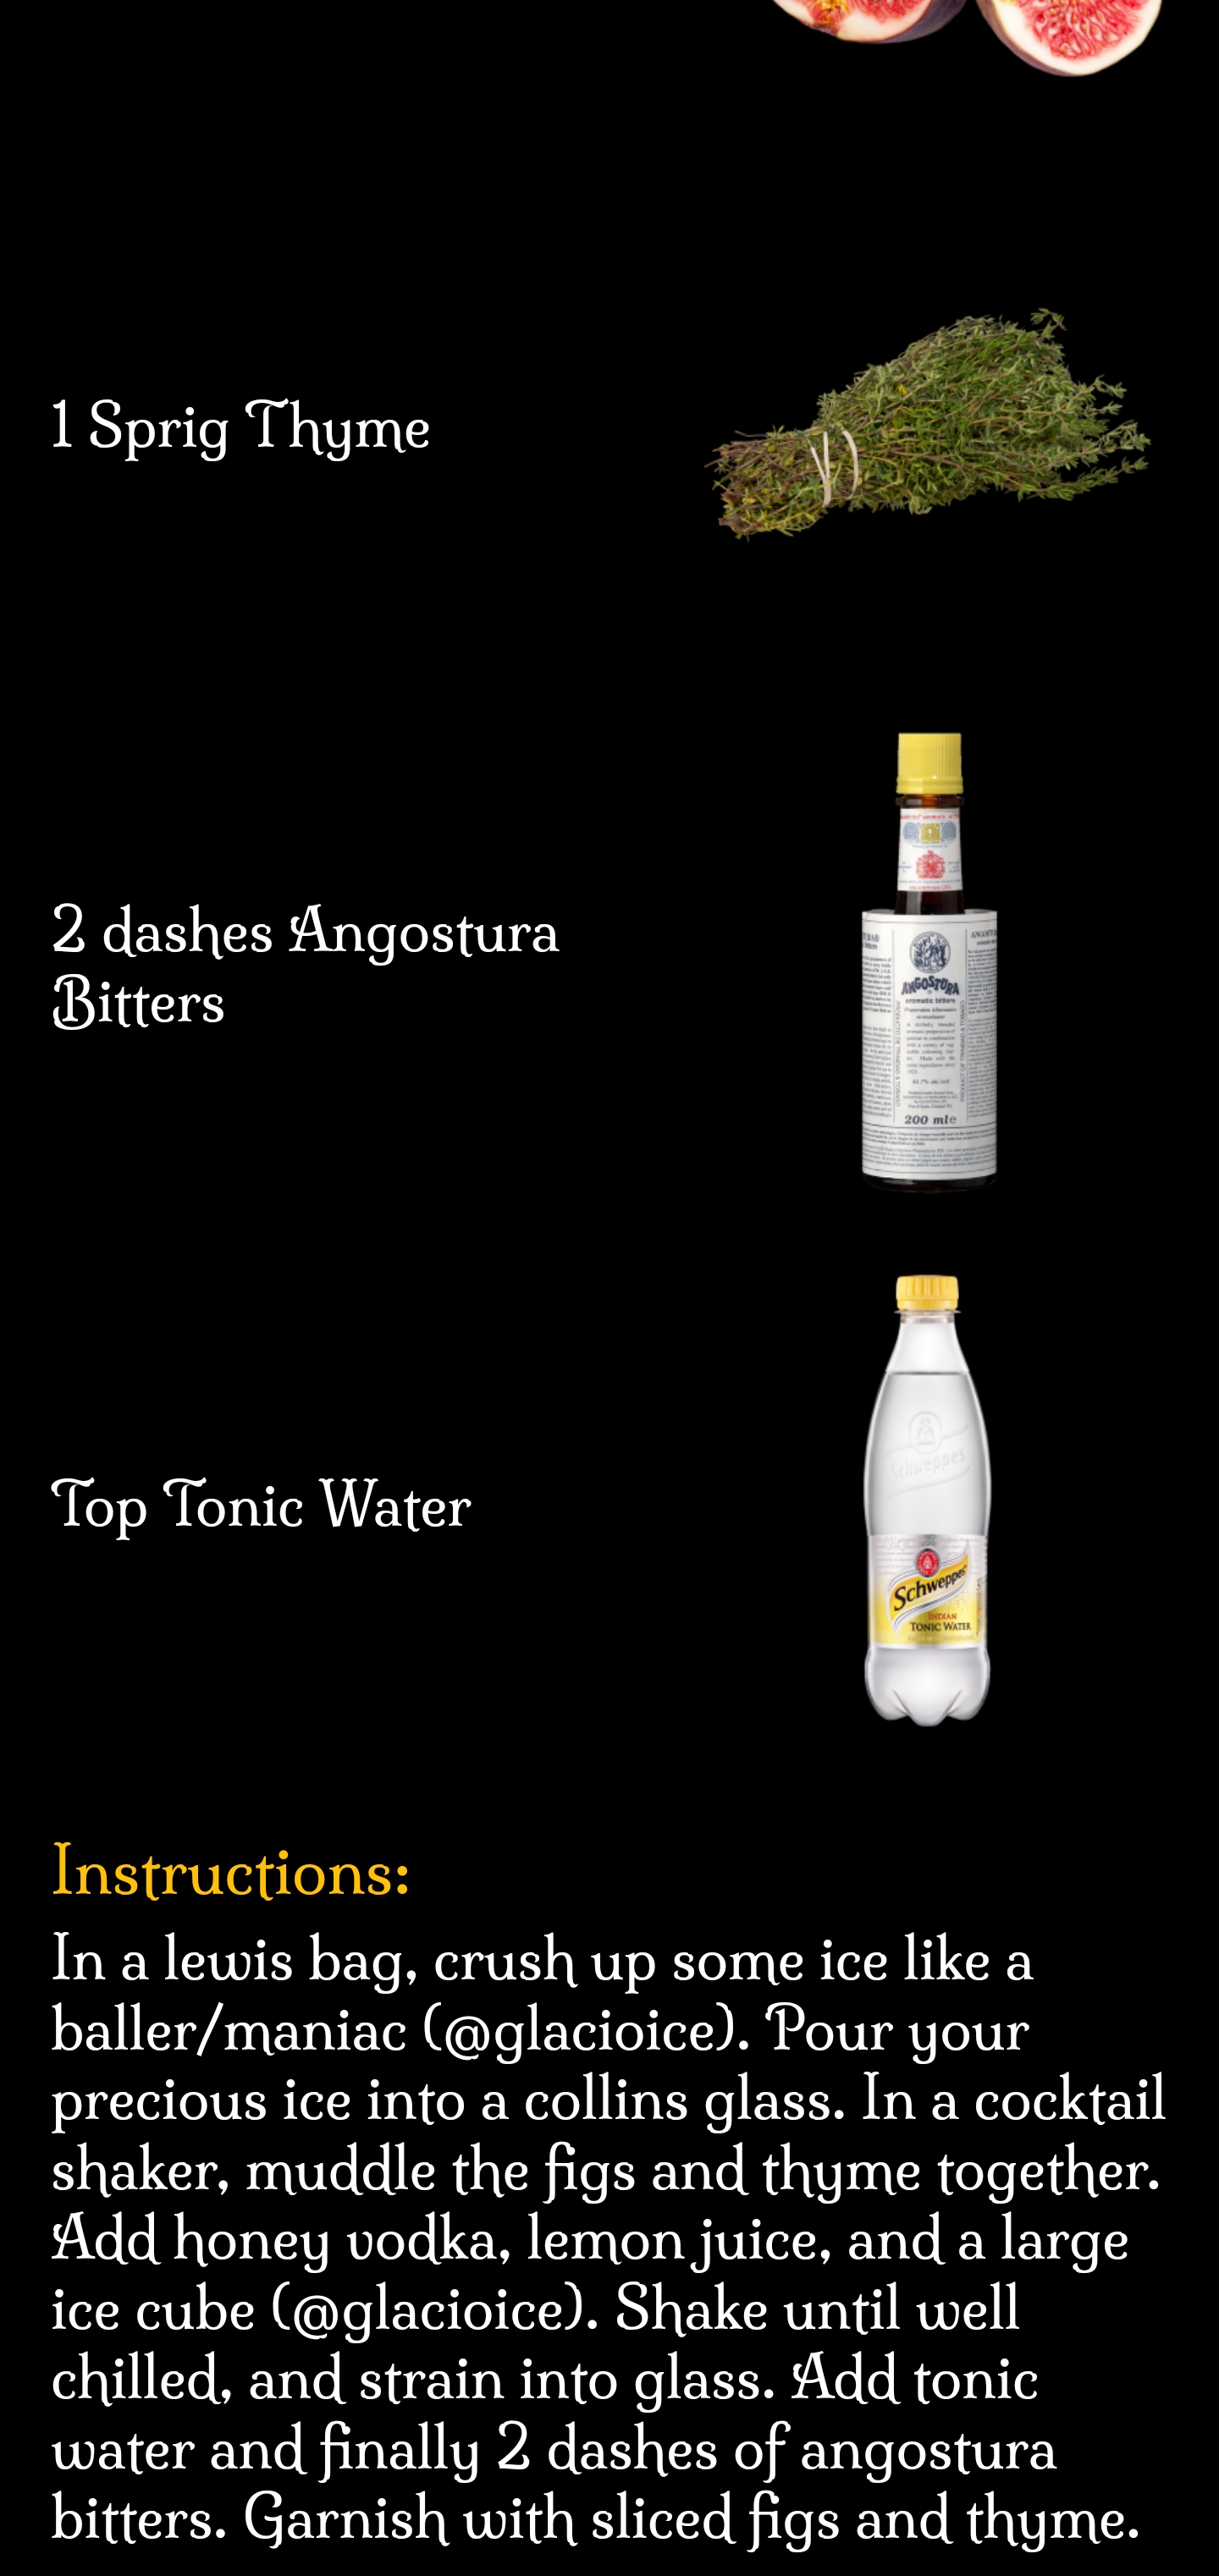 1 Sprig Thyme
2 dashes Angostura
Bitters
ANGOSTURA
aromatic bitters
200 ml e
Top Tonic Water
Schweppes
Schweppes
INDIAN
TONIC WATER
Instructions:
In a lewis bag, crush up some ice like a
baller/maniac (@glacioice). Pour your
precious ice into a collins glass. In a cocktail
shaker, muddle the figs and thyme together.
Add honey vodka, lemon juice, and a large
ice cube (@glacioice). Shake until well
chilled, and strain into glass. Add tonic
water and finally 2 dashes of angostura
bitters. Garnish with sliced figs and thyme.